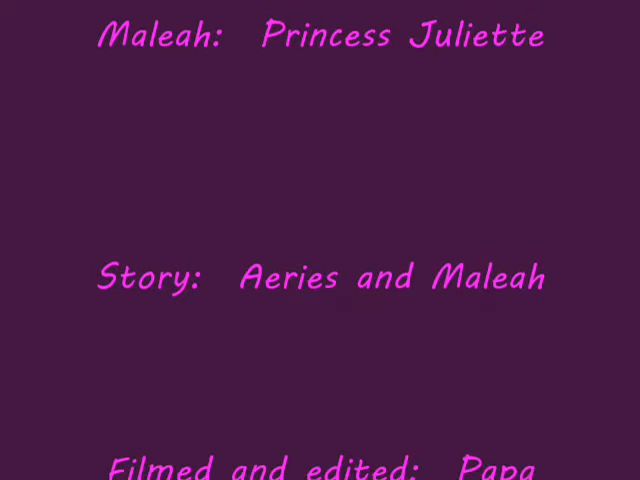 Maleah: Princess Juliette
Story: Aeries and Maleah
Filmed and edited: Papa